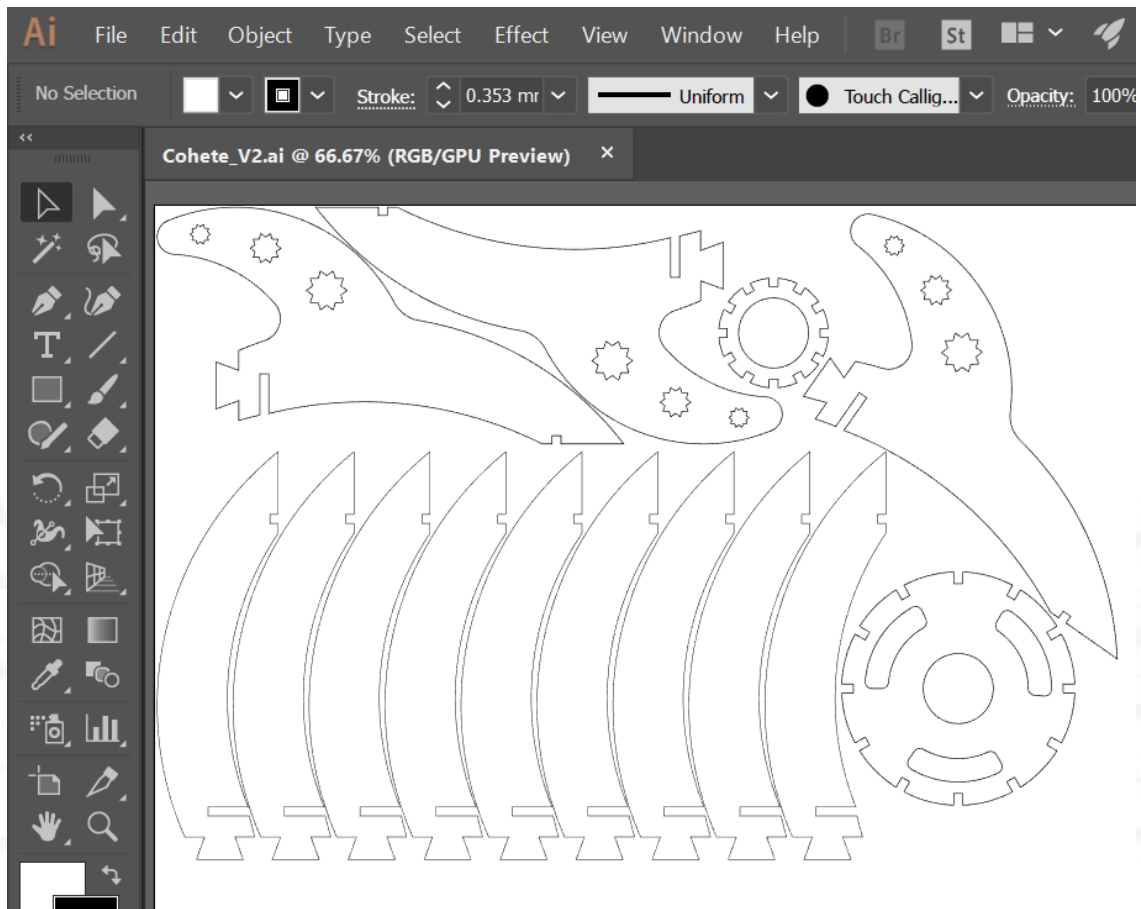 Ai File Edit Object Type Select Effect View Window Help Br St
No Selection Stroke: 0.353 mr Uniform Touch Callig... Opacity: 100%
Cohete_V2.ai @ 66.67% (RGB/GPU Preview) ×